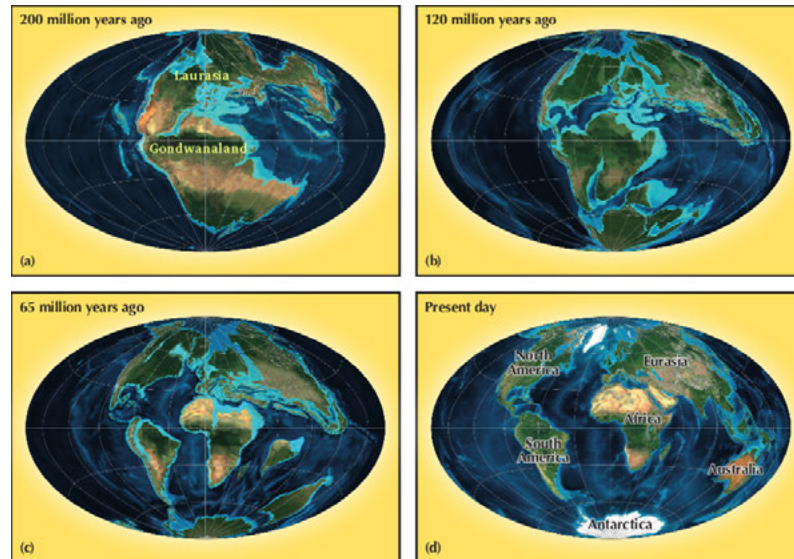 200 million years ago
Laurasia
Gondwanaland
(a)
120 million years ago
(b)
65 million years ago
(c)
Present day
North
America
Eurasia
Africa
South
America
Australia
Antarctica
(d)